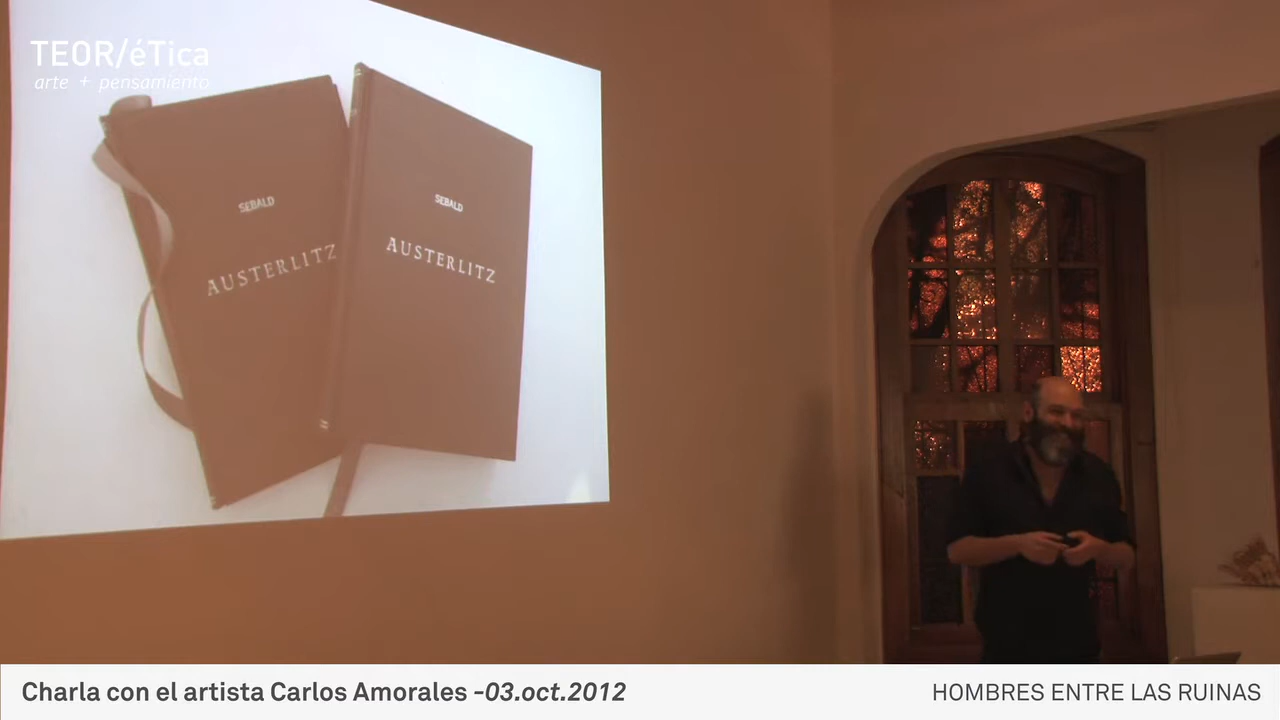 TEOR/éTica
arte + pensamiento
SEBALD
AUSTERLITZ
SEBALD
AUSTERLITZ
Charla con el artista Carlos Amorales -03.oct.2012
HOMBRES ENTRE LAS RUINAS